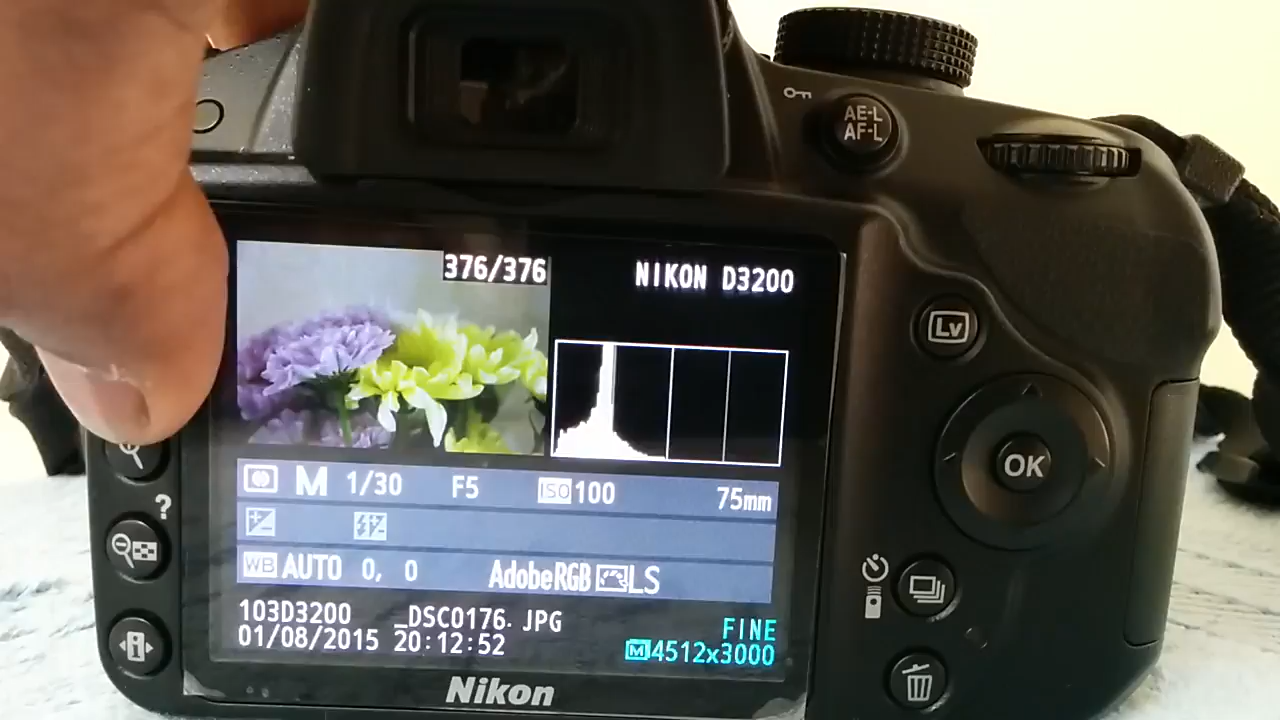 AE-L
AF-L
376/376
NIKON D3200
Lv
M 1/30 F5 ISO 100 75mm
OK
WB AUTO 0, 0 AdobeRGB LS
103D3200 _DSC0176.JPG
FINE
01/08/2015 20:12:52
M 4512x3000
?
i
Nikon